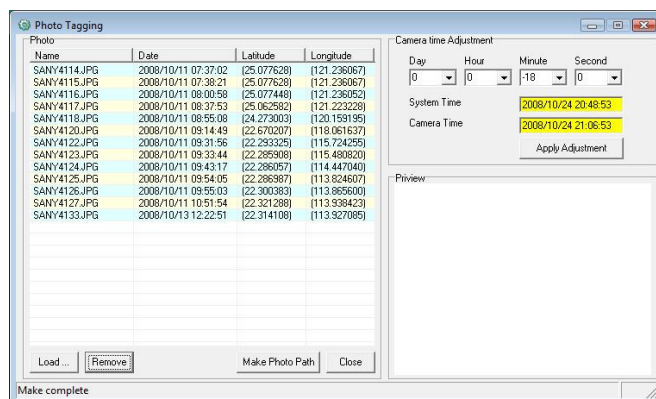 Photo Tagging
Photo
Name Date Latitude Longitude
SANY4114.JPG 2008/10/11 07:37:02 (25.077628) (121.236067)
SANY4115.JPG 2008/10/11 07:38:21 (25.077628) (121.236067)
SANY4116.JPG 2008/10/11 08:00:58 (25.077448) (121.236052)
SANY4117.JPG 2008/10/11 08:37:53 (25.062582) (121.223228)
SANY4118.JPG 2008/10/11 08:55:08 (24.273003) (120.159195)
SANY4120.JPG 2008/10/11 09:14:49 (22.670207) (118.061637)
SANY4122.JPG 2008/10/11 09:31:56 (22.293325) (115.724255)
SANY4123.JPG 2008/10/11 09:33:44 (22.285908) (115.480820)
SANY4124.JPG 2008/10/11 09:43:17 (22.286057) (114.447040)
SANY4125.JPG 2008/10/11 09:54:05 (22.286987) (113.824607)
SANY4126.JPG 2008/10/11 09:55:03 (22.300383) (113.865600)
SANY4127.JPG 2008/10/11 10:51:54 (22.321288) (113.938423)
SANY4133.JPG 2008/10/13 12:22:51 (22.314108) (113.927085)
Load ... Remove Make Photo Path Close
Camera time Adjustment
Day Hour Minute Second
0 0 -18 0
System Time 2008/10/24 20:48:53
Camera Time 2008/10/24 21:06:53
Apply Adjustment
Priview
Make complete